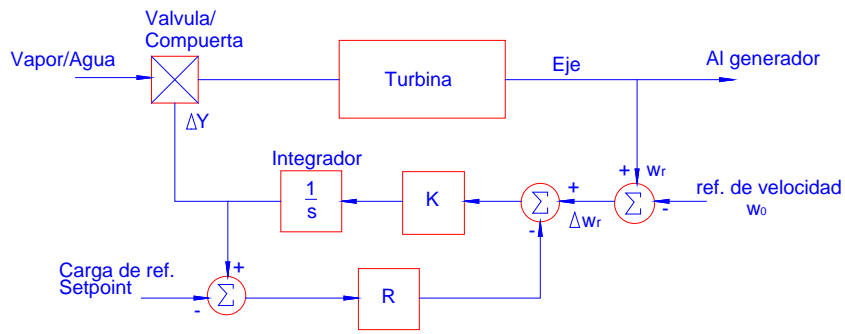 Valvula/
Compuerta
Vapor/Agua
Turbina
Eje
Al generador
ΔY
Integrador
1
s
K
Σ
+
-
Δwr
+
wr
Σ
-
ref. de velocidad
w0
Carga de ref.
Setpoint
+
-
Σ
R